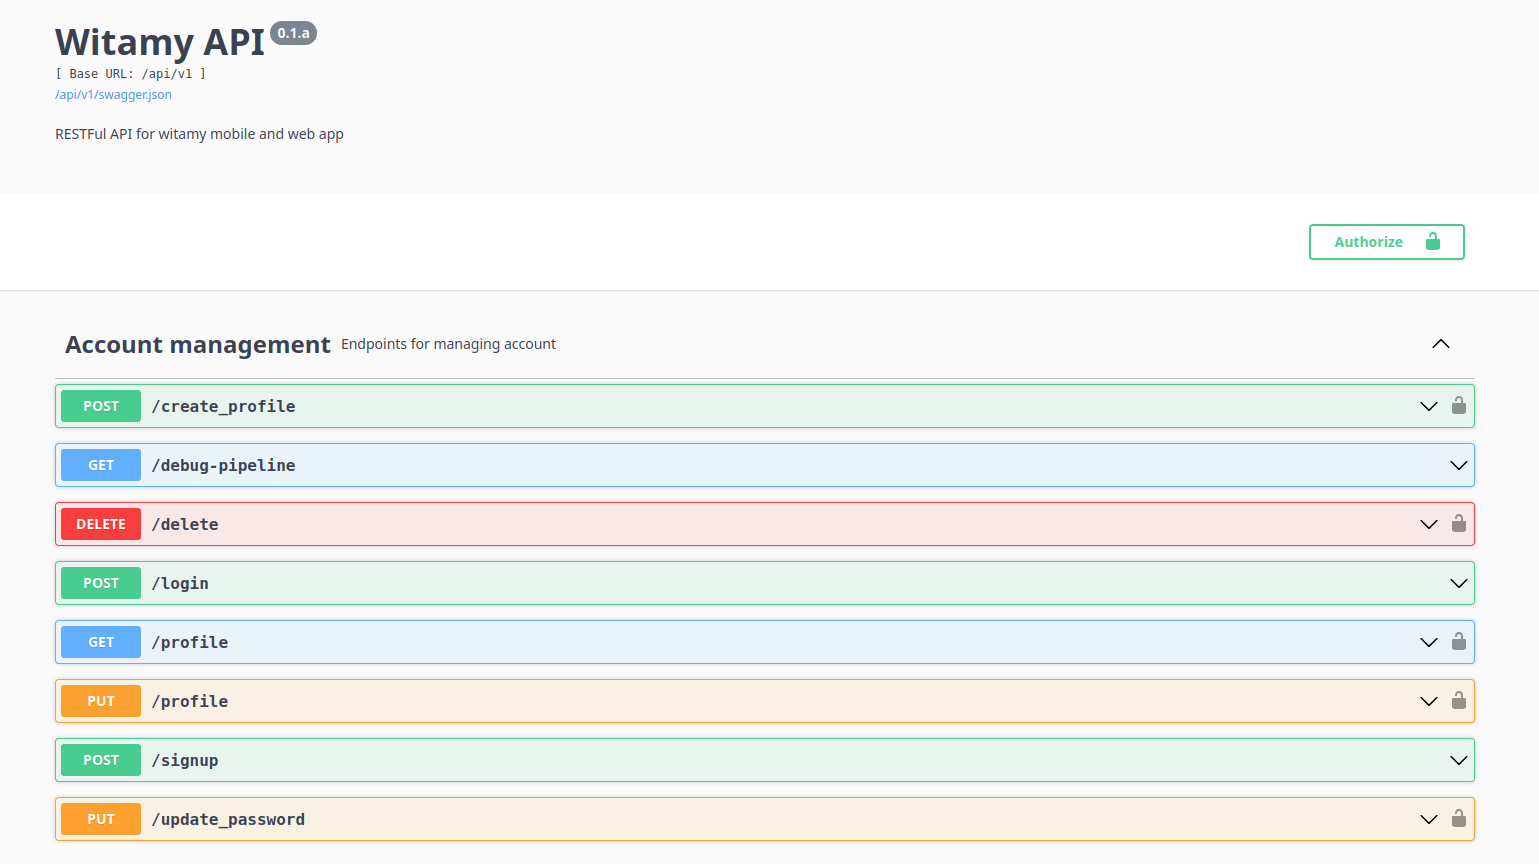 Witamy API 0.1.a
[ Base URL: /api/v1 ]
/api/v1/swagger.json
RESTFul API for witamy mobile and web app
Authorize
Account management Endpoints for managing account
POST /create_profile
GET /debug-pipeline
DELETE /delete
POST /login
GET /profile
PUT /profile
POST /signup
PUT /update_password